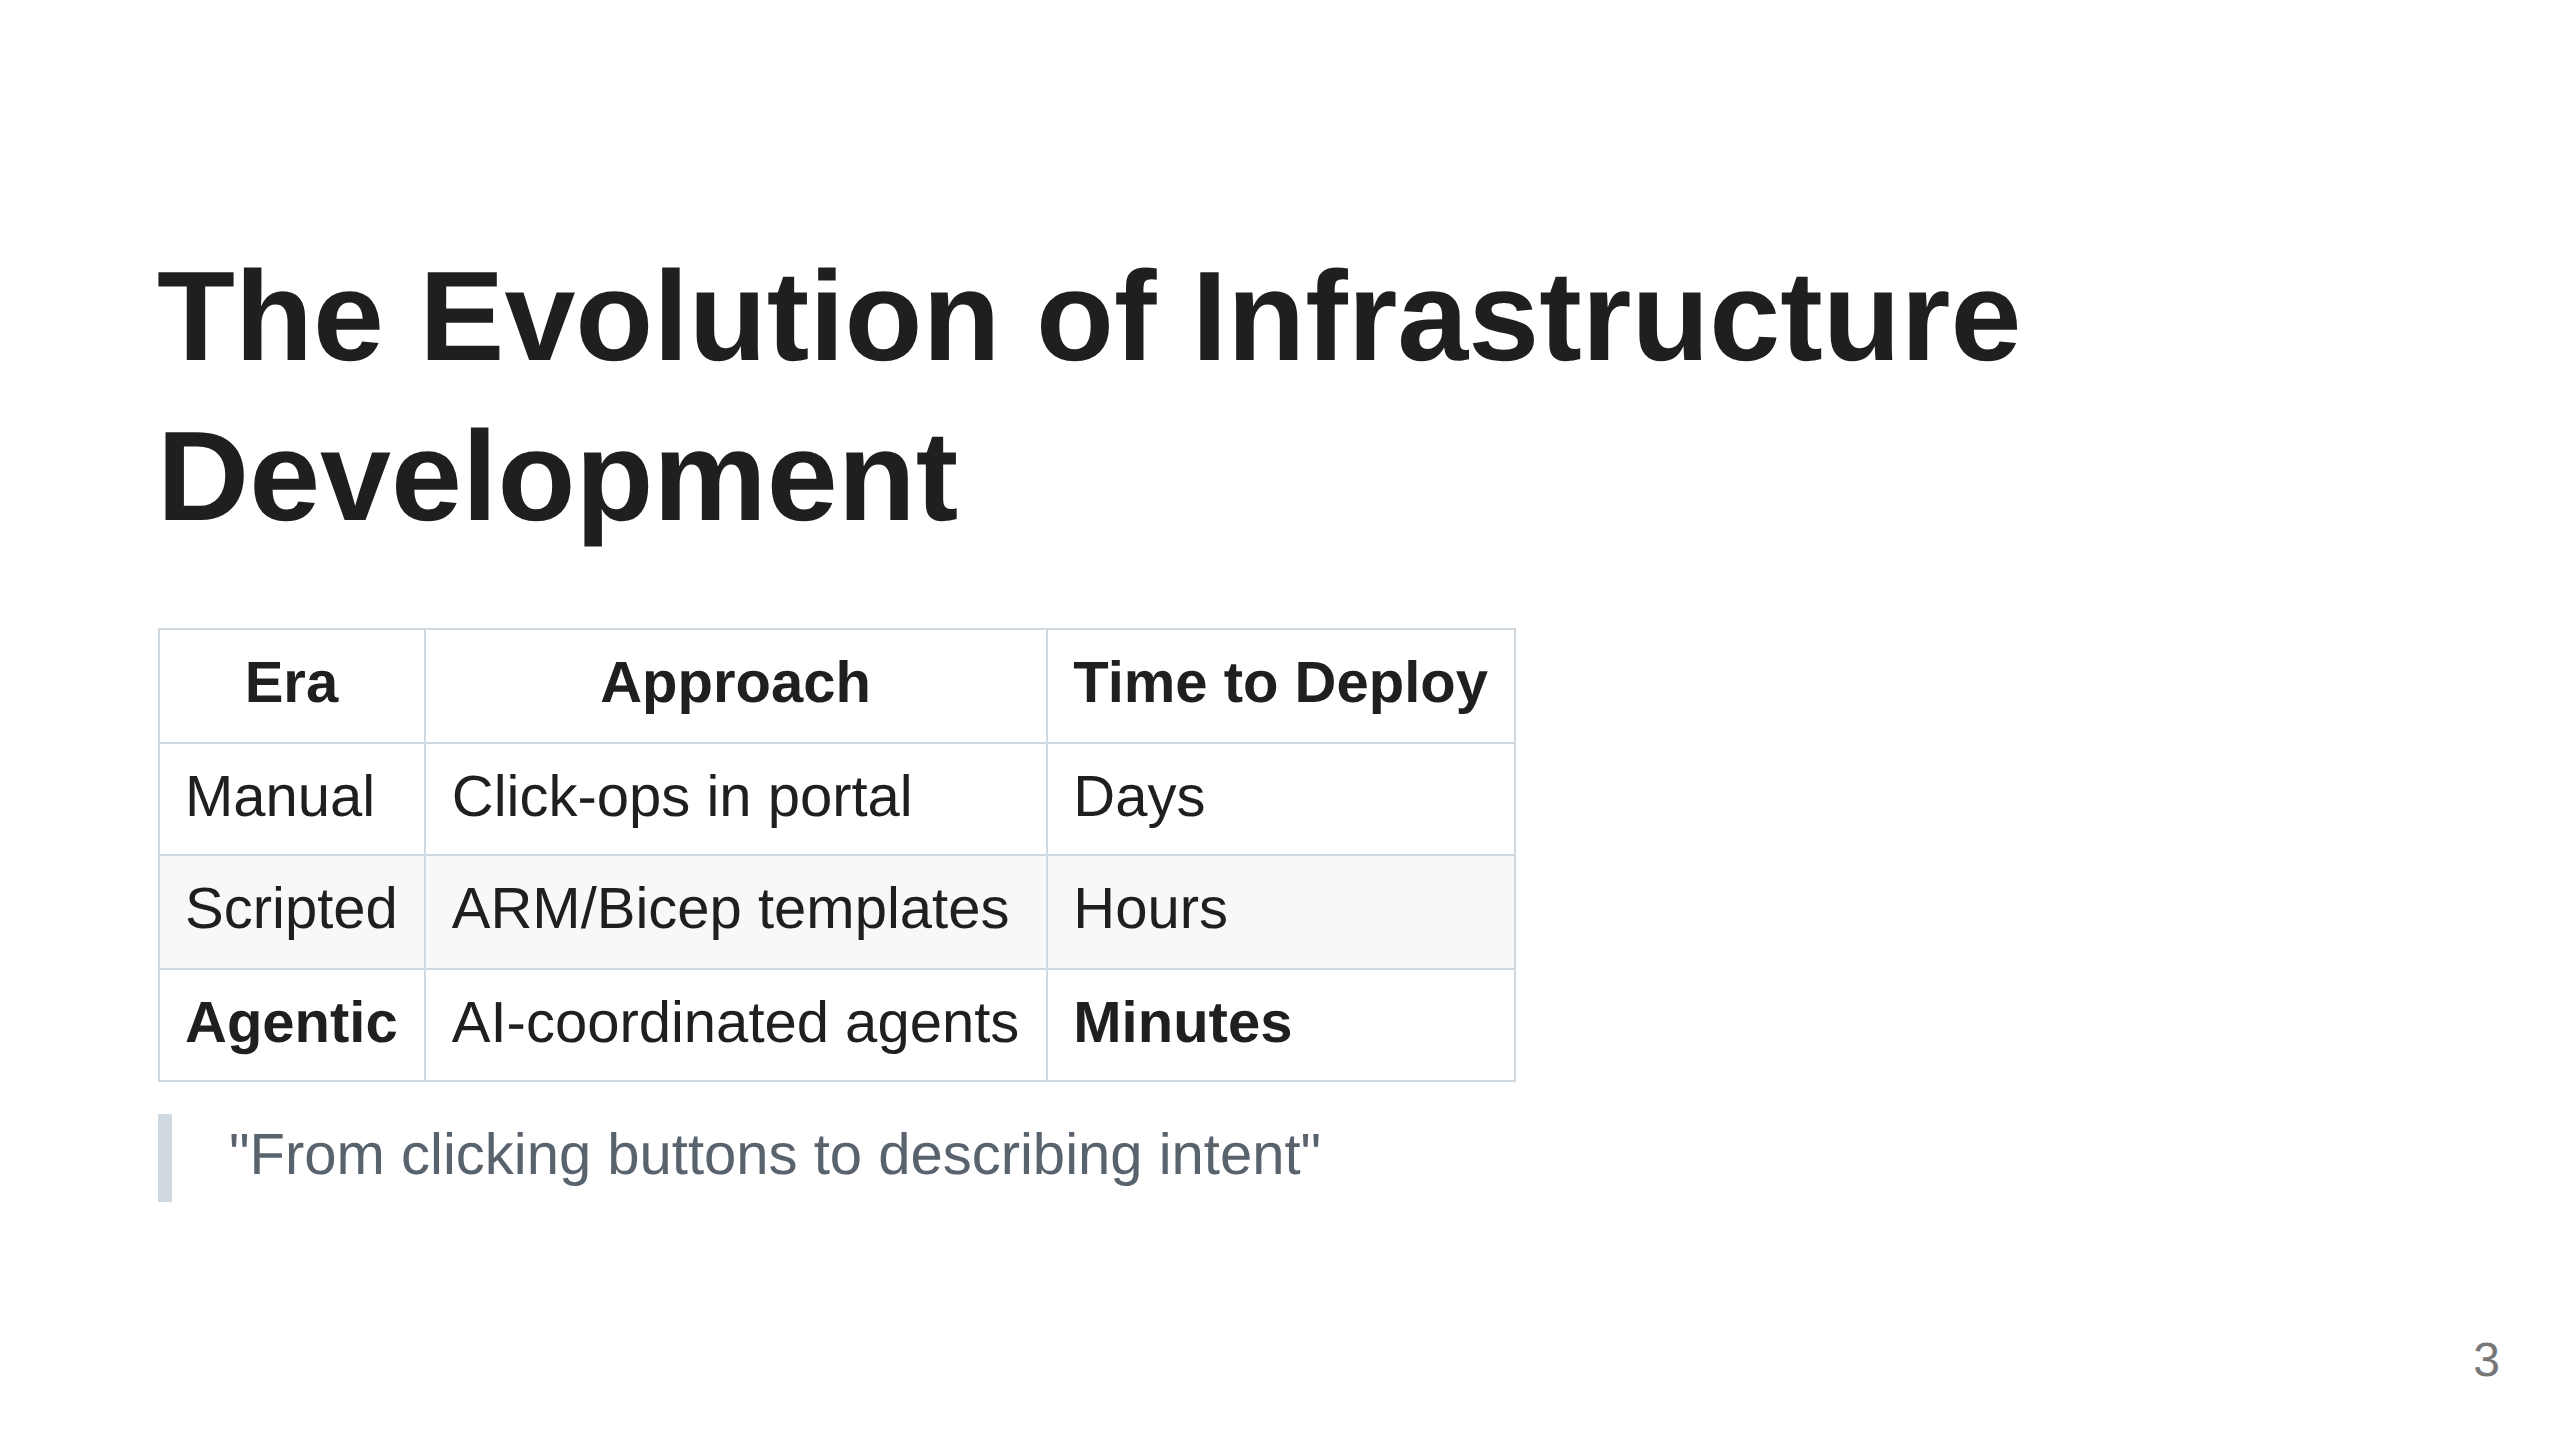 The Evolution of Infrastructure
Development
Era Approach Time to Deploy
Manual Click-ops in portal Days
Scripted ARM/Bicep templates Hours
Agentic AI-coordinated agents Minutes
"From clicking buttons to describing intent"
3